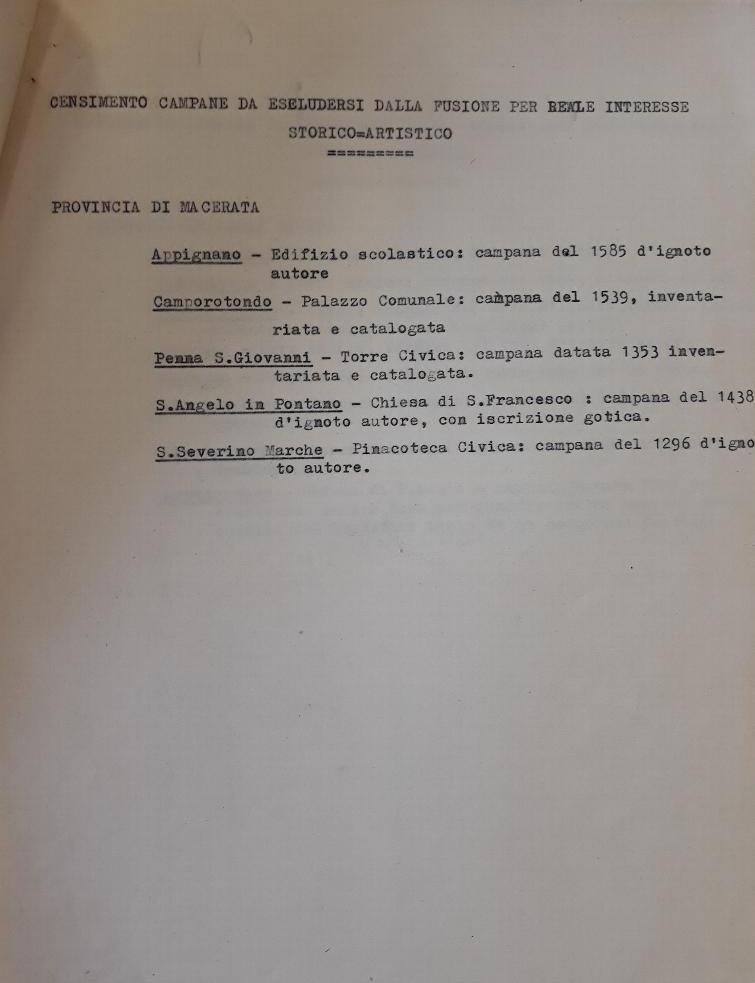 CENSIMENTO CAMPANE DA ESELUDERSI DALLA FUSIONE PER REALE INTERESSE
STORICO=ARTISTICO
=========
PROVINCIA DI MACERATA
Appignano - Edifizio scolastico: campana del 1585 d'ignoto
autore
Camporotondo - Palazzo Comunale: campana del 1539, inventa-
riata e catalogata
Penna S.Giovanni - Torre Civica: campana datata 1353 inven-
tariata e catalogata.
S.Angelo in Pontano - Chiesa di S.Francesco : campana del 1438
d'ignoto autore, con iscrizione gotica.
S.Severino Marche - Pinacoteca Civica: campana del 1296 d'igno
to autore.